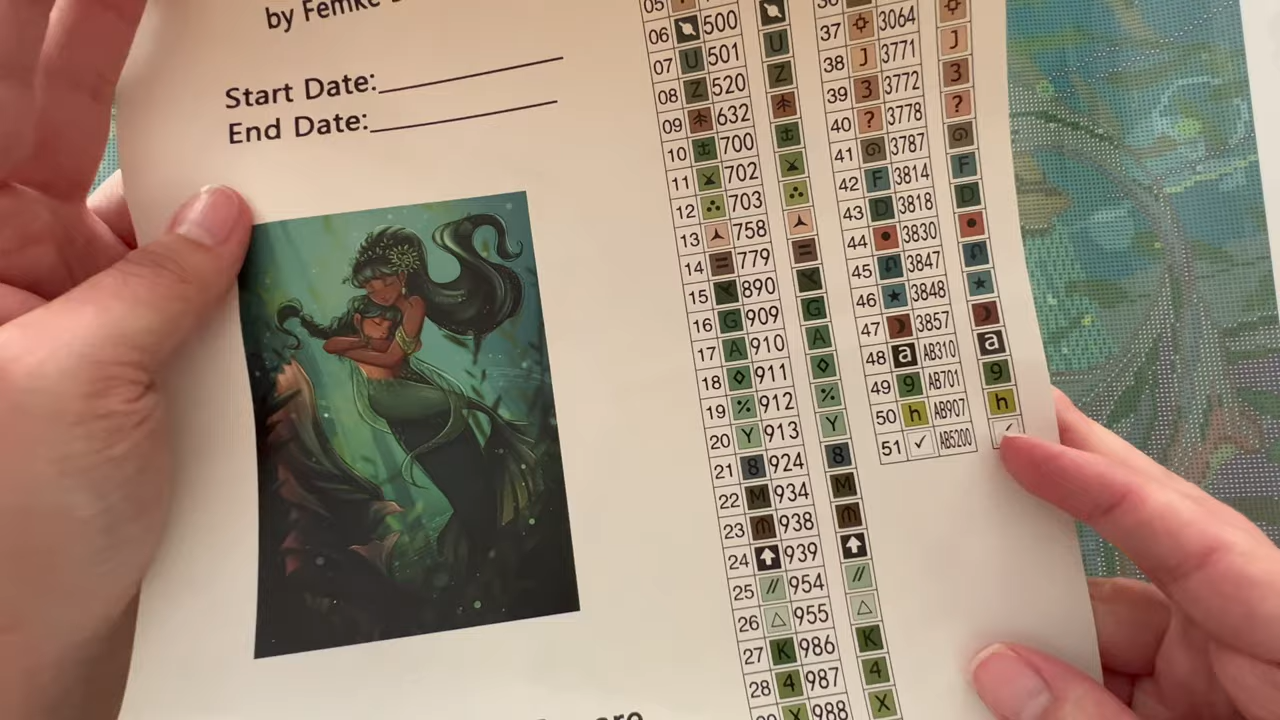 by Femke
Start Date:
End Date:
05
06 500
07 U 501 U
08 Z 520 Z
09 632
10 700
11 702
12 703
13 758
14 = 779 =
15 890
16 G 909 G
17 A 910 A
18 ◇ 911 ◇
19 ٪ 912 ٪
20 Y 913 Y
21 8 924 8
22 M 934 M
23 938
24 ⬆ 939 ⬆
25 // 954 //
26 △ 955 △
27 K 986 K
28 4 987 4
X 988 X
37 3064
38 J 3771 J
39 3 3772 3
40 ? 3778 ?
41 3787
42 F 3814 F
43 D 3818 D
44 ● 3830 ●
45 3847
46 ★ 3848 ★
47 ☽ 3857 ☽
48 a AB310 a
49 9 AB701 9
50 h AB907 h
51 ✓ AB5200 ✓